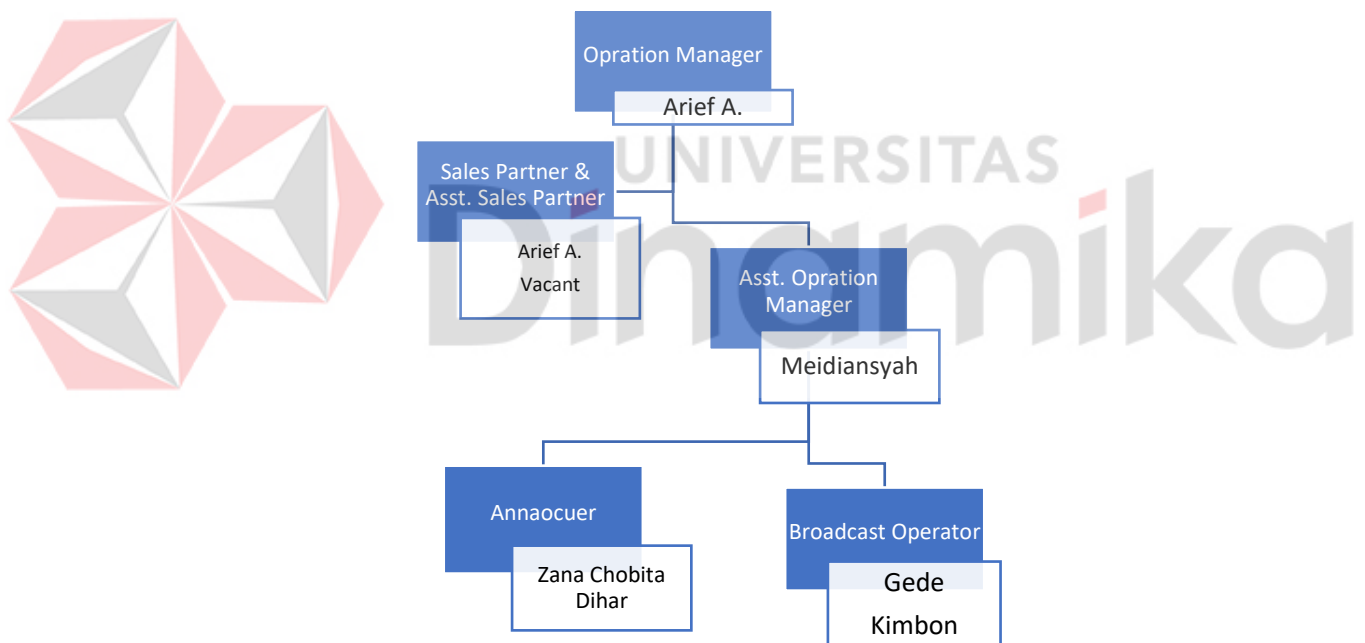 Opration Manager
Arief A.
UNIVERSITAS
Dinamika
Sales Partner &
Asst. Sales Partner
Arief A.
Vacant
Asst. Opration
Manager
Meidiansyah
Annaocuer
Zana Chobita
Dihar
Broadcast Operator
Gede
Kimbon